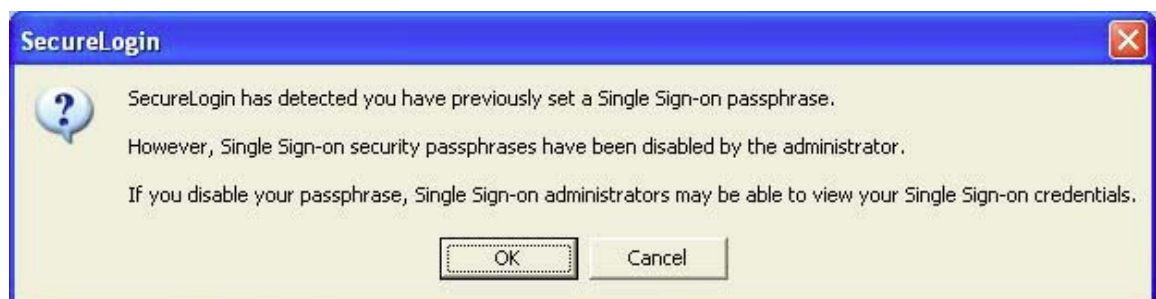 SecureLogin
SecureLogin has detected you have previously set a Single Sign-on passphrase.
However, Single Sign-on security passphrases have been disabled by the administrator.
If you disable your passphrase, Single Sign-on administrators may be able to view your Single Sign-on credentials.
OK Cancel